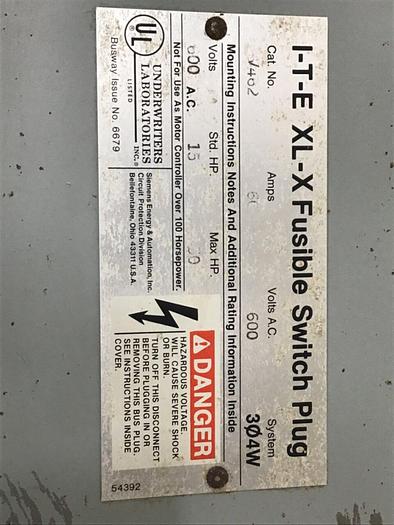 I-T-E XL-X Fusible Switch Plug
Cat. No. Amps Volts A.C. System
V462 600 3Ø4W
Mounting Instructions Notes And Additional Rating Information Inside
Volts Std. HP. Max HP.
600 A.C. 15
Not For Use As Motor Controller Over 100 Horsepower.
UL
UNDERWRITERS
LABORATORIES
INC.®
LISTED
Busway Issue No. 6679
Siemens Energy & Automation, Inc.
Circuit Protection Division
Bellefontaine, Ohio 43311 U.S.A.
DANGER
HAZARDOUS VOLTAGE.
WILL CAUSE SEVERE SHOCK
OR BURN.
TURN OFF THIS DISCONNECT
BEFORE PLUGGING IN OR
REMOVING THIS BUS PLUG.
SEE INSTRUCTIONS INSIDE
COVER.
54392